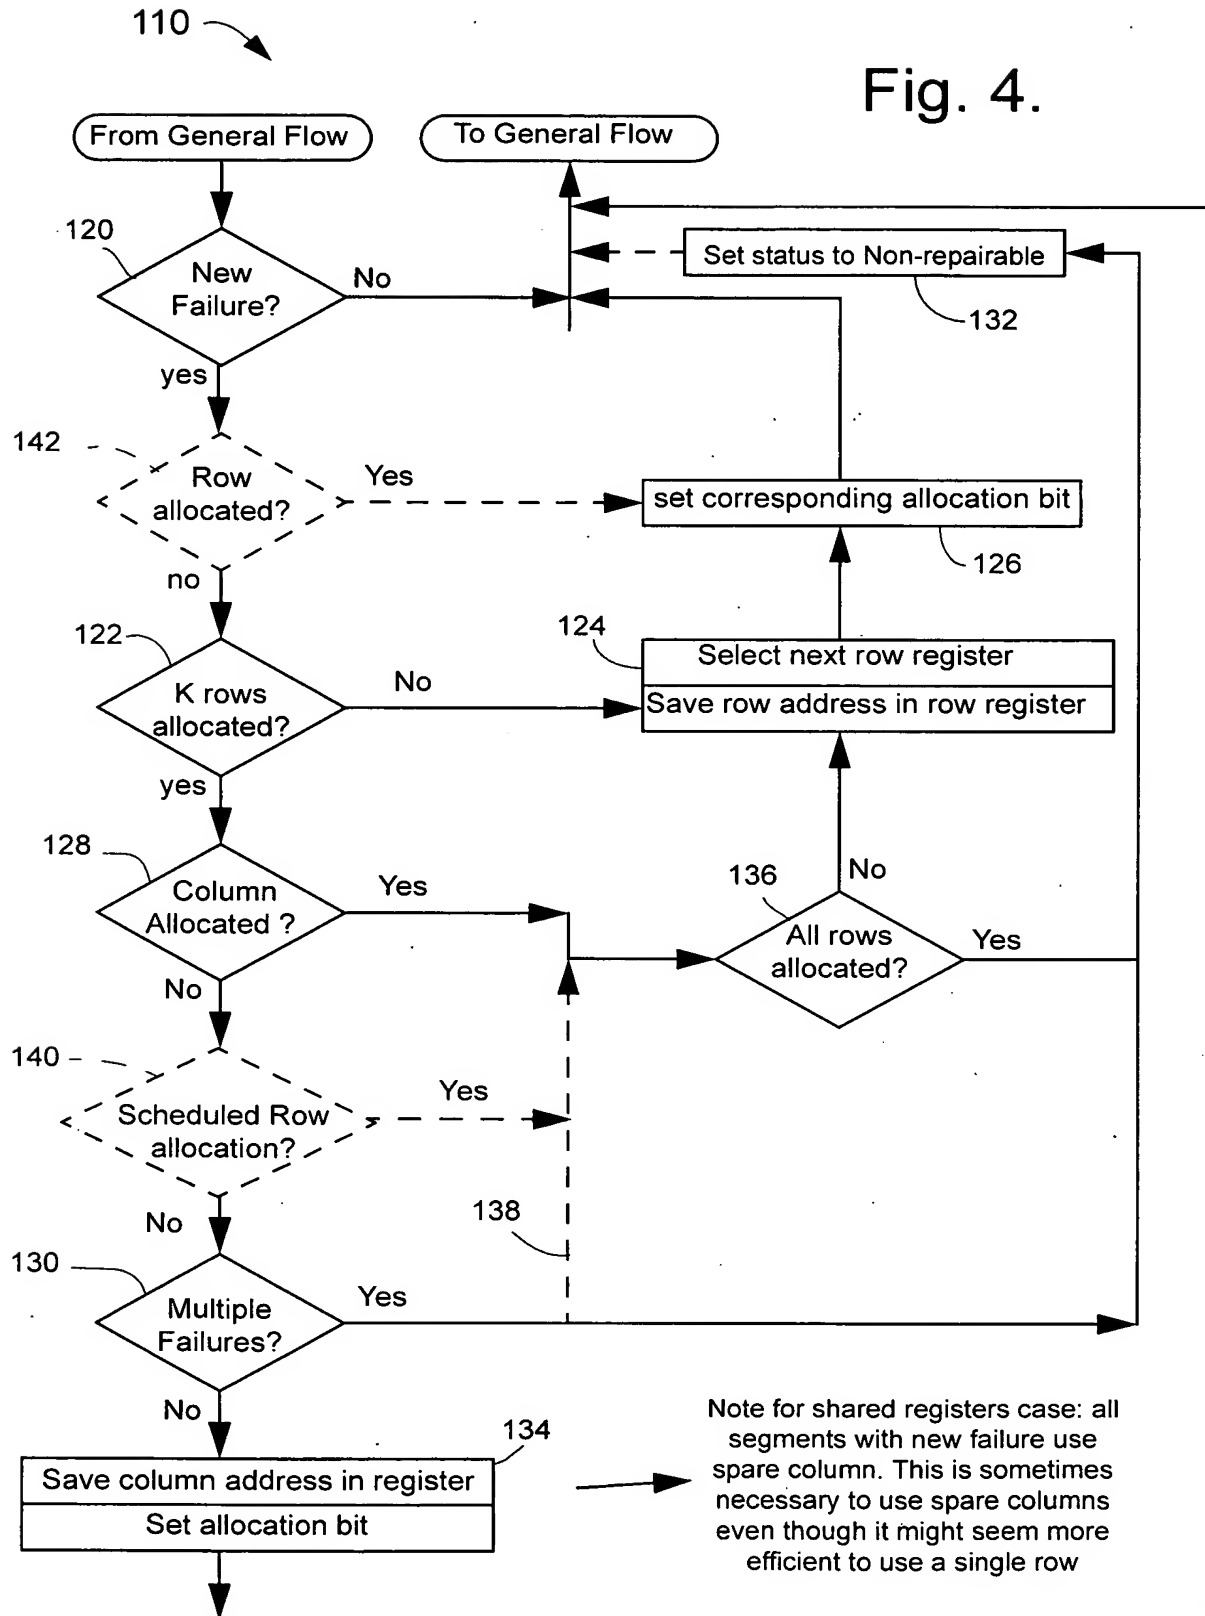 110
Fig. 4.
From General Flow
To General Flow
120
New
Failure?
No
Set status to Non-repairable
132
yes
142
Row
allocated?
Yes
set corresponding allocation bit
126
no
122
K rows
allocated?
No
124
Select next row register
Save row address in row register
yes
128
Column
Allocated ?
Yes
136
All rows
allocated?
No
Yes
No
140
Scheduled Row
allocation?
Yes
138
No
130
Multiple
Failures?
Yes
No
134
Save column address in register
Set allocation bit
Note for shared registers case: all
segments with new failure use
spare column. This is sometimes
necessary to use spare columns
even though it might seem more
efficient to use a single row